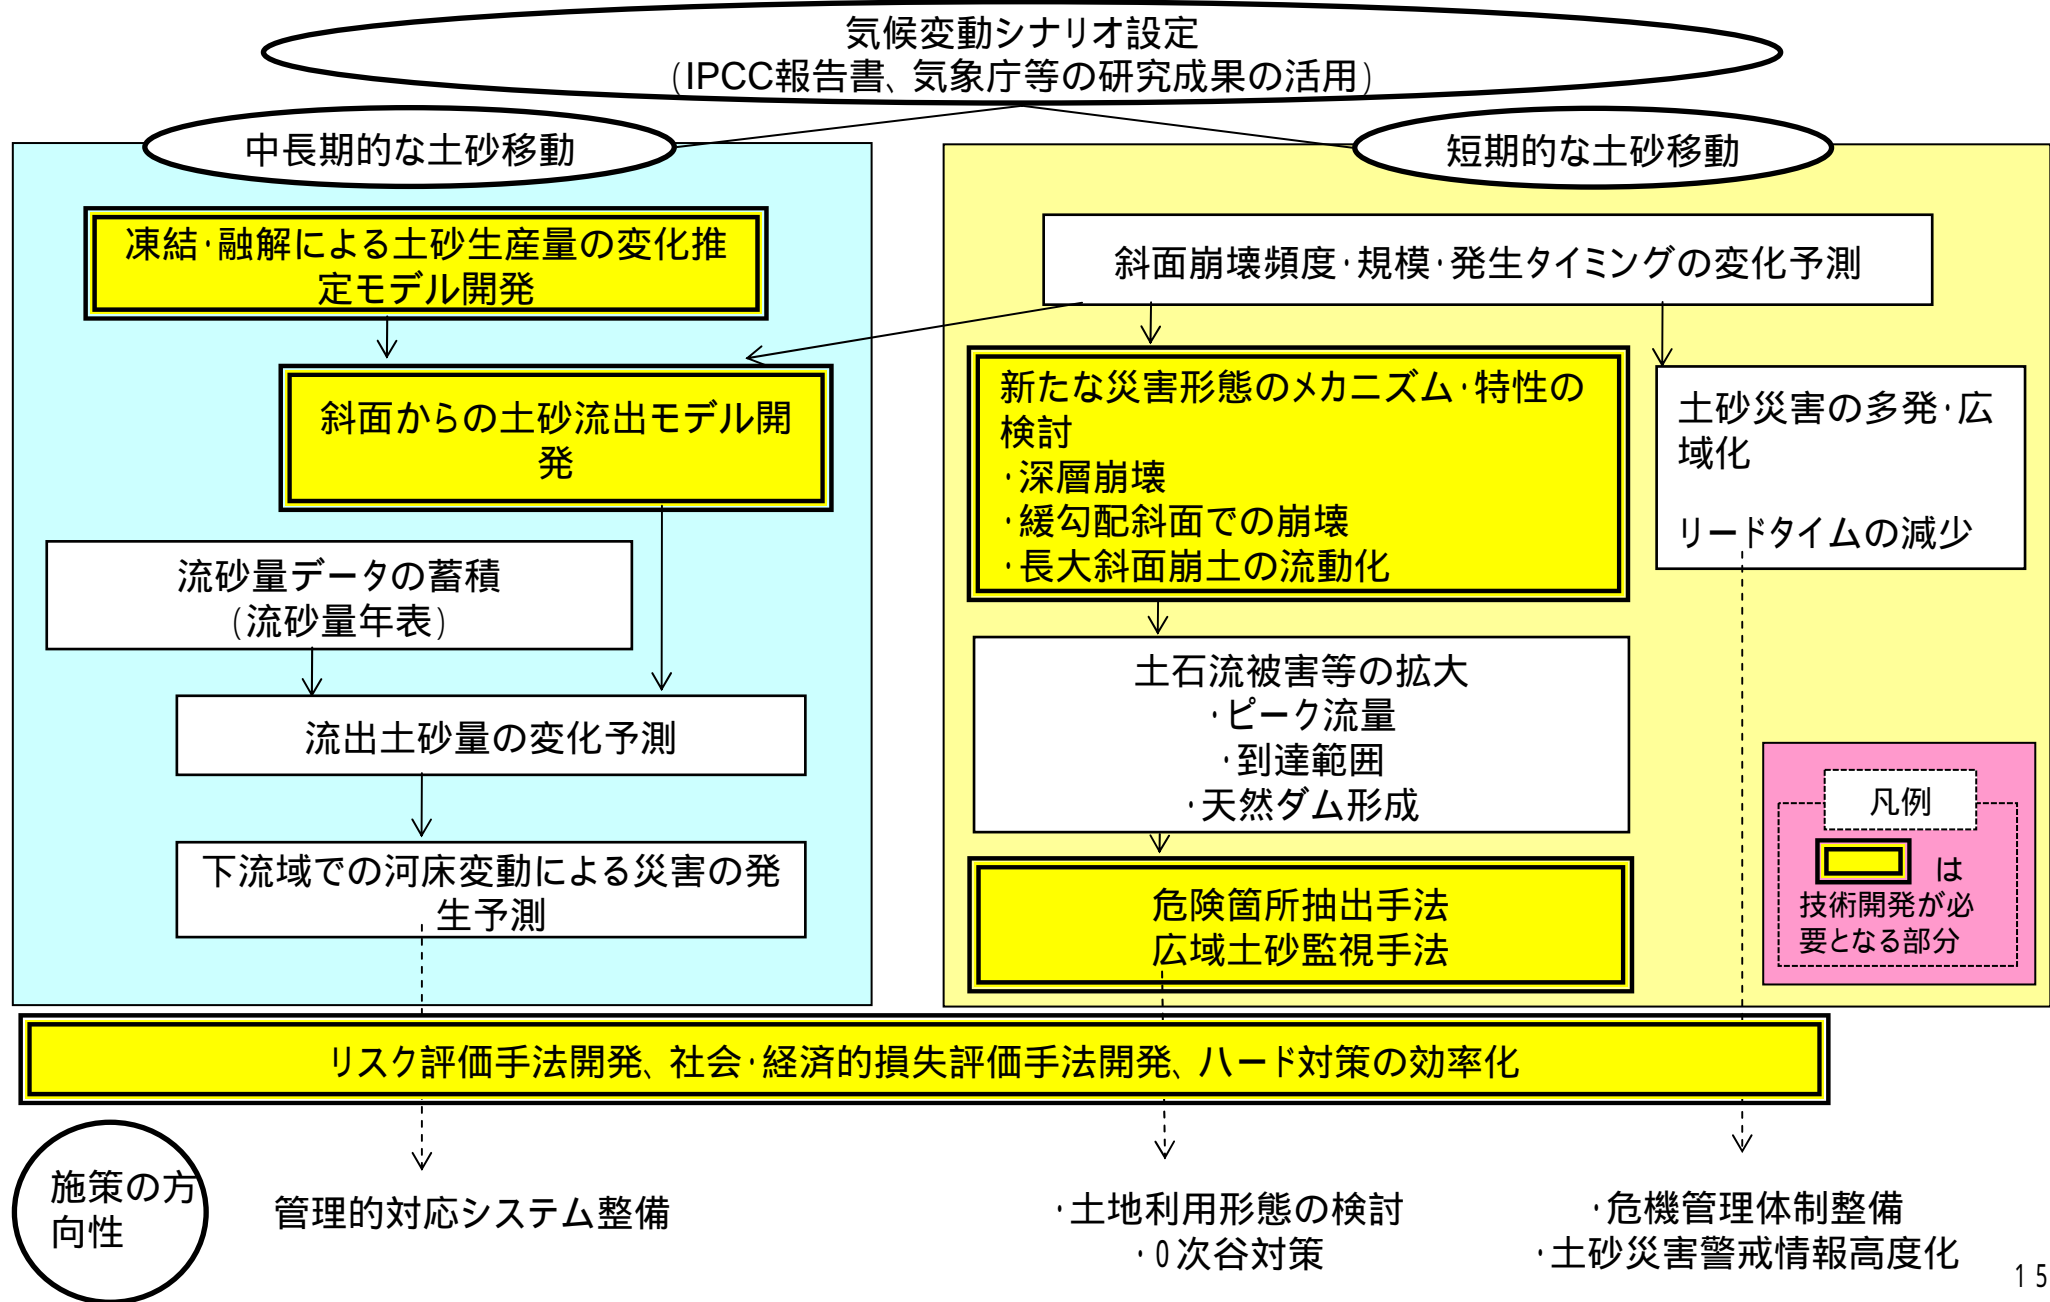 気候変動シナリオ設定
(IPCC報告書、気象庁等の研究成果の活用)
中長期的な土砂移動
短期的な土砂移動
凍結・融解による土砂生産量の変化推
定モデル開発
斜面からの土砂流出モデル開
発
流砂量データの蓄積
(流砂量年表)
流出土砂量の変化予測
下流域での河床変動による災害の発
生予測
斜面崩壊頻度・規模・発生タイミングの変化予測
新たな災害形態のメカニズム・特性の
検討
・深層崩壊
・緩勾配斜面での崩壊
・長大斜面崩土の流動化
土砂災害の多発・広
域化
リードタイムの減少
土石流被害等の拡大
・ピーク流量
・到達範囲
・天然ダム形成
危険箇所抽出手法
広域土砂監視手法
凡例
は
技術開発が必
要となる部分
リスク評価手法開発、社会・経済的損失評価手法開発、ハード対策の効率化
施策の方
向性
管理的対応システム整備
・土地利用形態の検討
・0次谷対策
・危機管理体制整備
・土砂災害警戒情報高度化
15